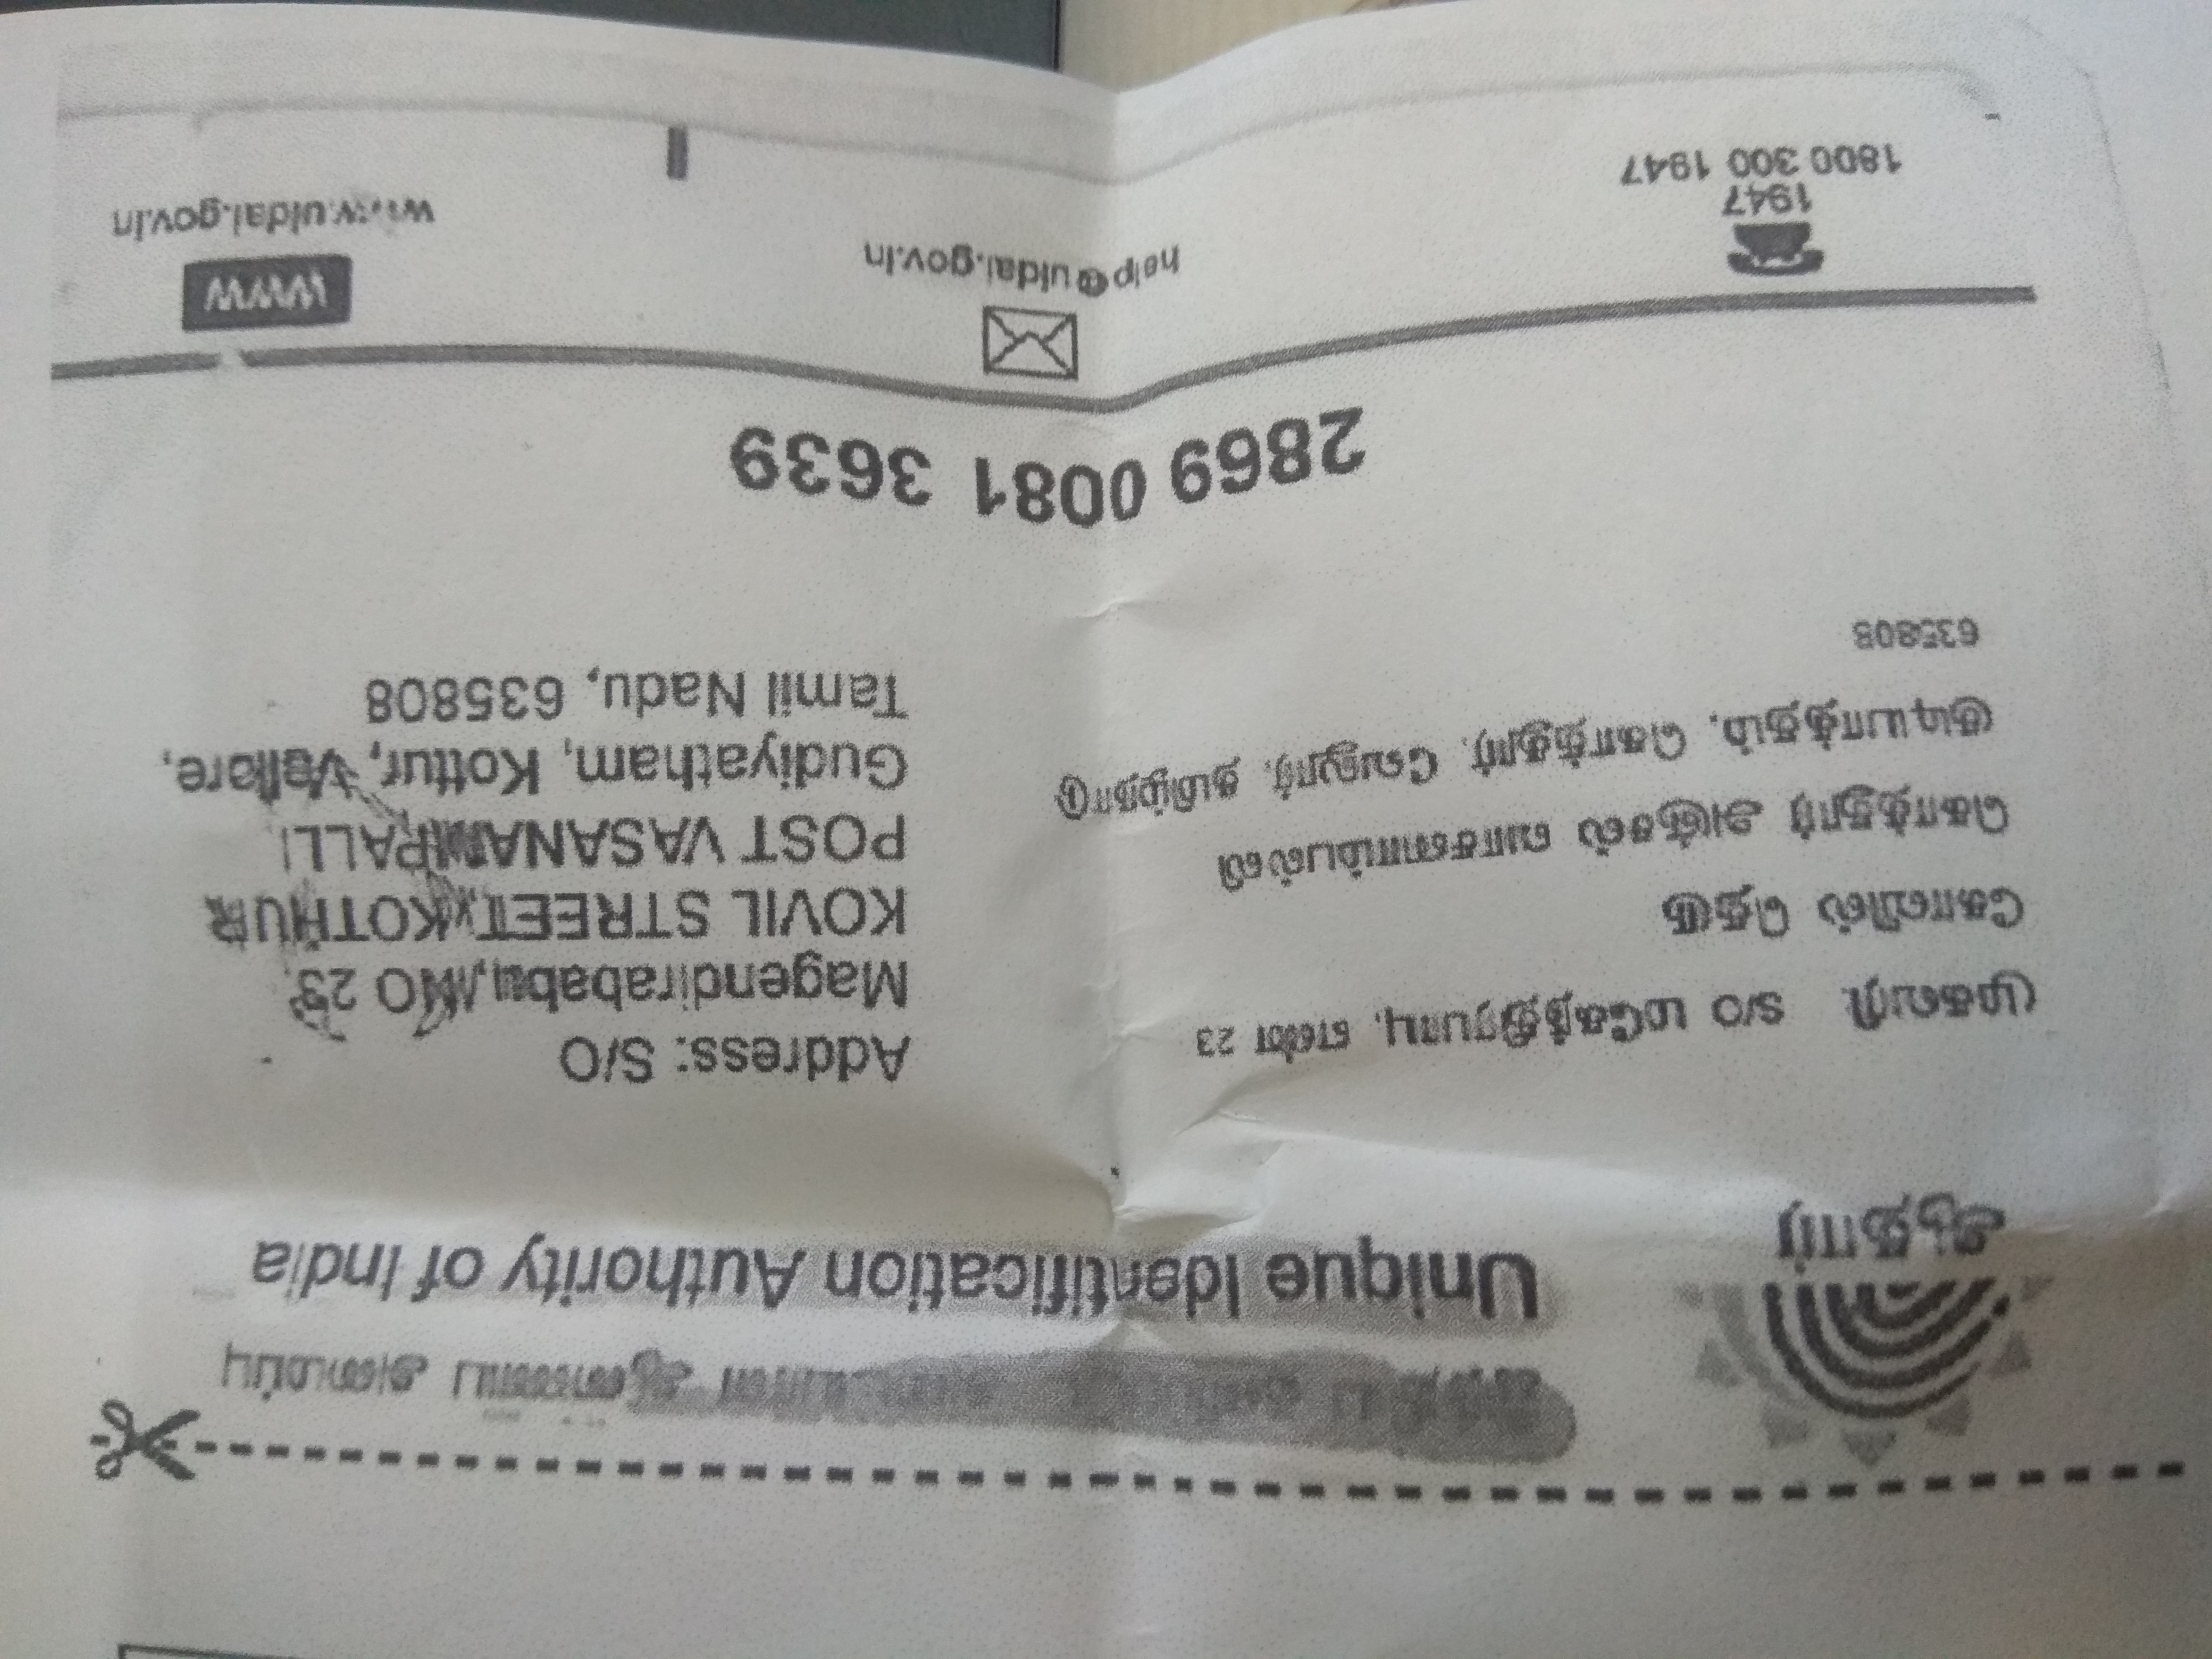 Unique Identification Authority of India
ஆதார்
முகவரி S/O மகேந்திரபாபு, எண் 23
கோவில் தெரு
கொத்தூர் அஞ்சல் வாசனாம்பல்லி
குடியாத்தம், கொத்தூர், வேலூர், தமிழ்நாடு
635808
Address: S/O
Magendirababu, NO 23,
KOVIL STREET, KOTHUR
POST VASANAMPALLI
Gudiyatham, Kottur, Vellore,
Tamil Nadu, 635808
2869 0081 3639
1947
1800 300 1947
help@uidai.gov.in
WWW
www.uidai.gov.in